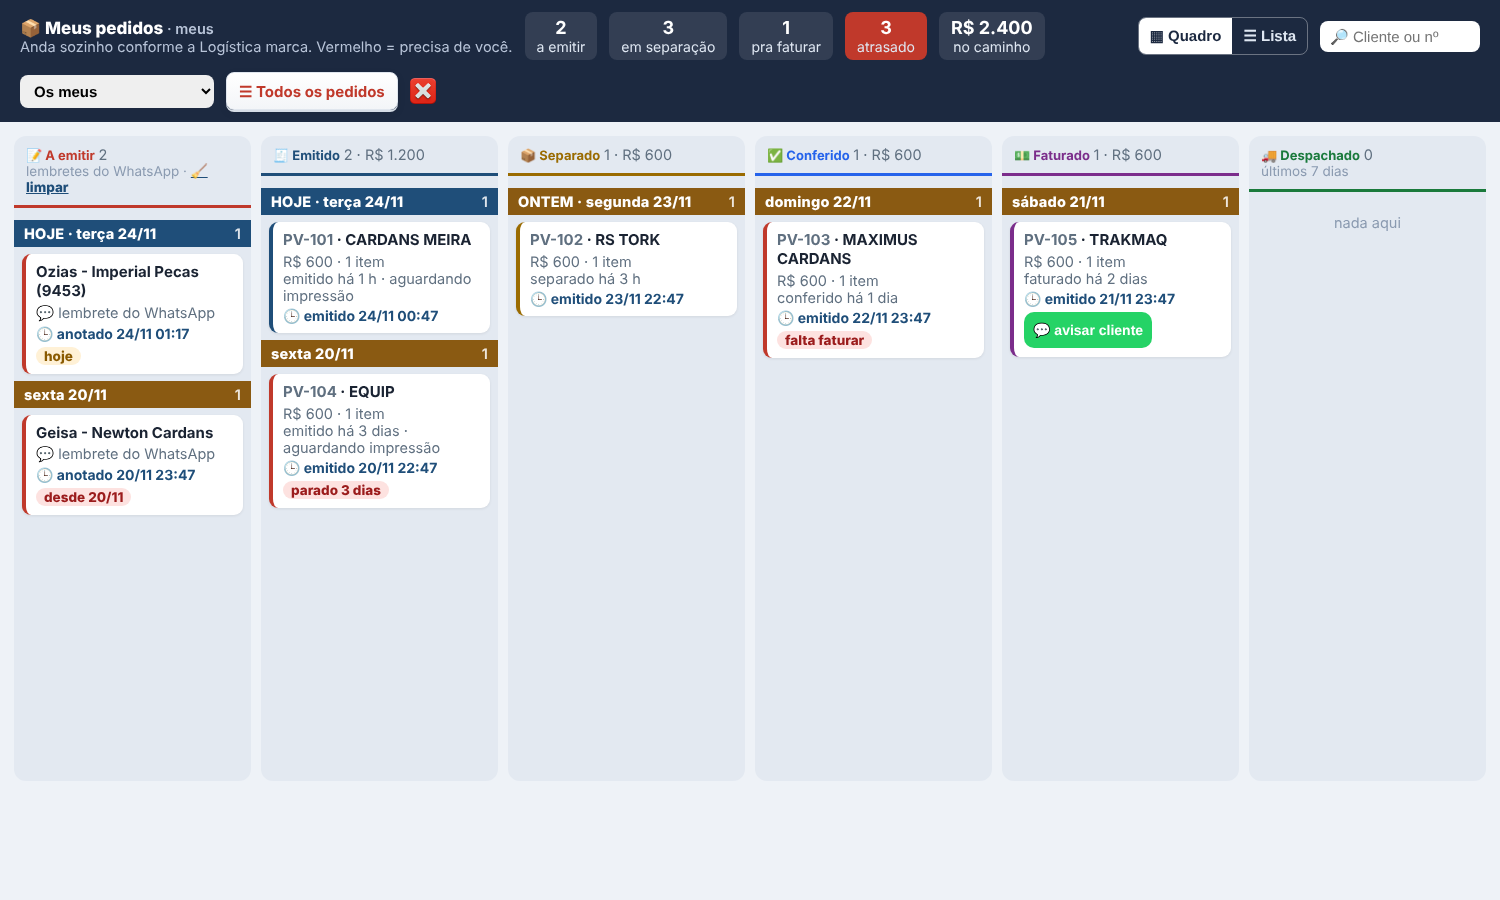 📦 Meus pedidos · meus
Anda sozinho conforme a Logística marca. Vermelho = precisa de você.
2
a emitir
3
em separação
1
pra faturar
3
atrasado
R$ 2.400
no caminho
▦ Quadro
☰ Lista
🔎 Cliente ou nº
Os meus
☰ Todos os pedidos
❌
📝 A emitir 2
lembretes do WhatsApp · 🧹
limpar
HOJE · terça 24/11 1
Ozias - Imperial Pecas
(9453)
💬 lembrete do WhatsApp
🕒 anotado 24/11 01:17
hoje
sexta 20/11 1
Geisa - Newton Cardans
💬 lembrete do WhatsApp
🕒 anotado 20/11 23:47
desde 20/11
🧾 Emitido 2 · R$ 1.200
HOJE · terça 24/11 1
PV-101 · CARDANS MEIRA
R$ 600 · 1 item
emitido há 1 h · aguardando
impressão
🕒 emitido 24/11 00:47
sexta 20/11 1
PV-104 · EQUIP
R$ 600 · 1 item
emitido há 3 dias ·
aguardando impressão
🕒 emitido 20/11 22:47
parado 3 dias
📦 Separado 1 · R$ 600
ONTEM · segunda 23/11 1
PV-102 · RS TORK
R$ 600 · 1 item
separado há 3 h
🕒 emitido 23/11 22:47
✅ Conferido 1 · R$ 600
domingo 22/11 1
PV-103 · MAXIMUS
CARDANS
R$ 600 · 1 item
conferido há 1 dia
🕒 emitido 22/11 23:47
falta faturar
💵 Faturado 1 · R$ 600
sábado 21/11 1
PV-105 · TRAKMAQ
R$ 600 · 1 item
faturado há 2 dias
🕒 emitido 21/11 23:47
💬 avisar cliente
🚚 Despachado 0
últimos 7 dias
nada aqui